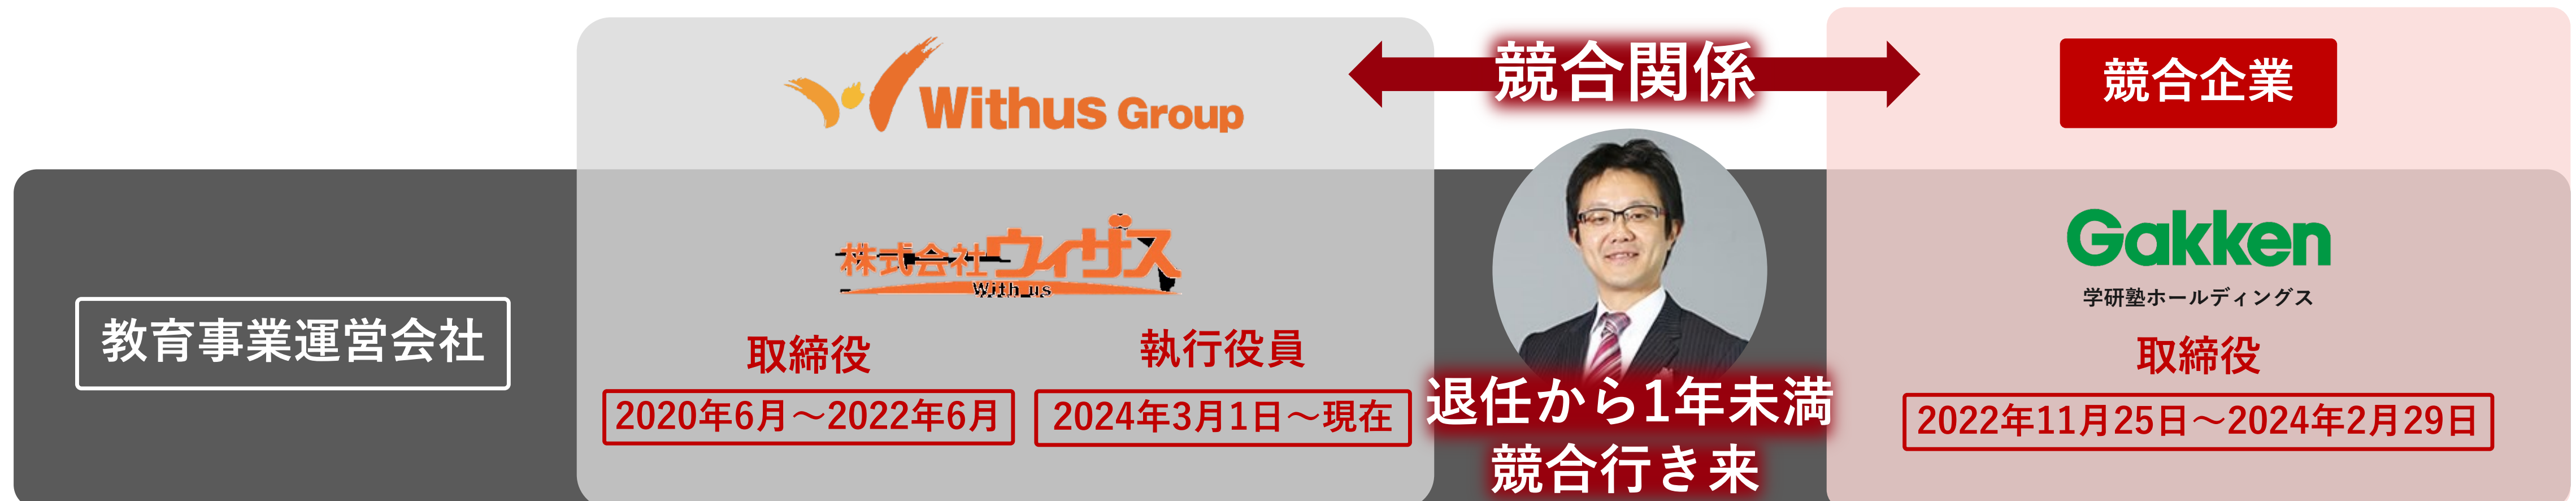 Withus Group
競合関係
競合企業
株式会社ウィザス
With us
Gakken
学研塾ホールディングス
教育事業運営会社
取締役
2020年6月～2022年6月
執行役員
2024年3月1日～現在
退任から1年未満
競合行き来
取締役
2022年11月25日～2024年2月29日